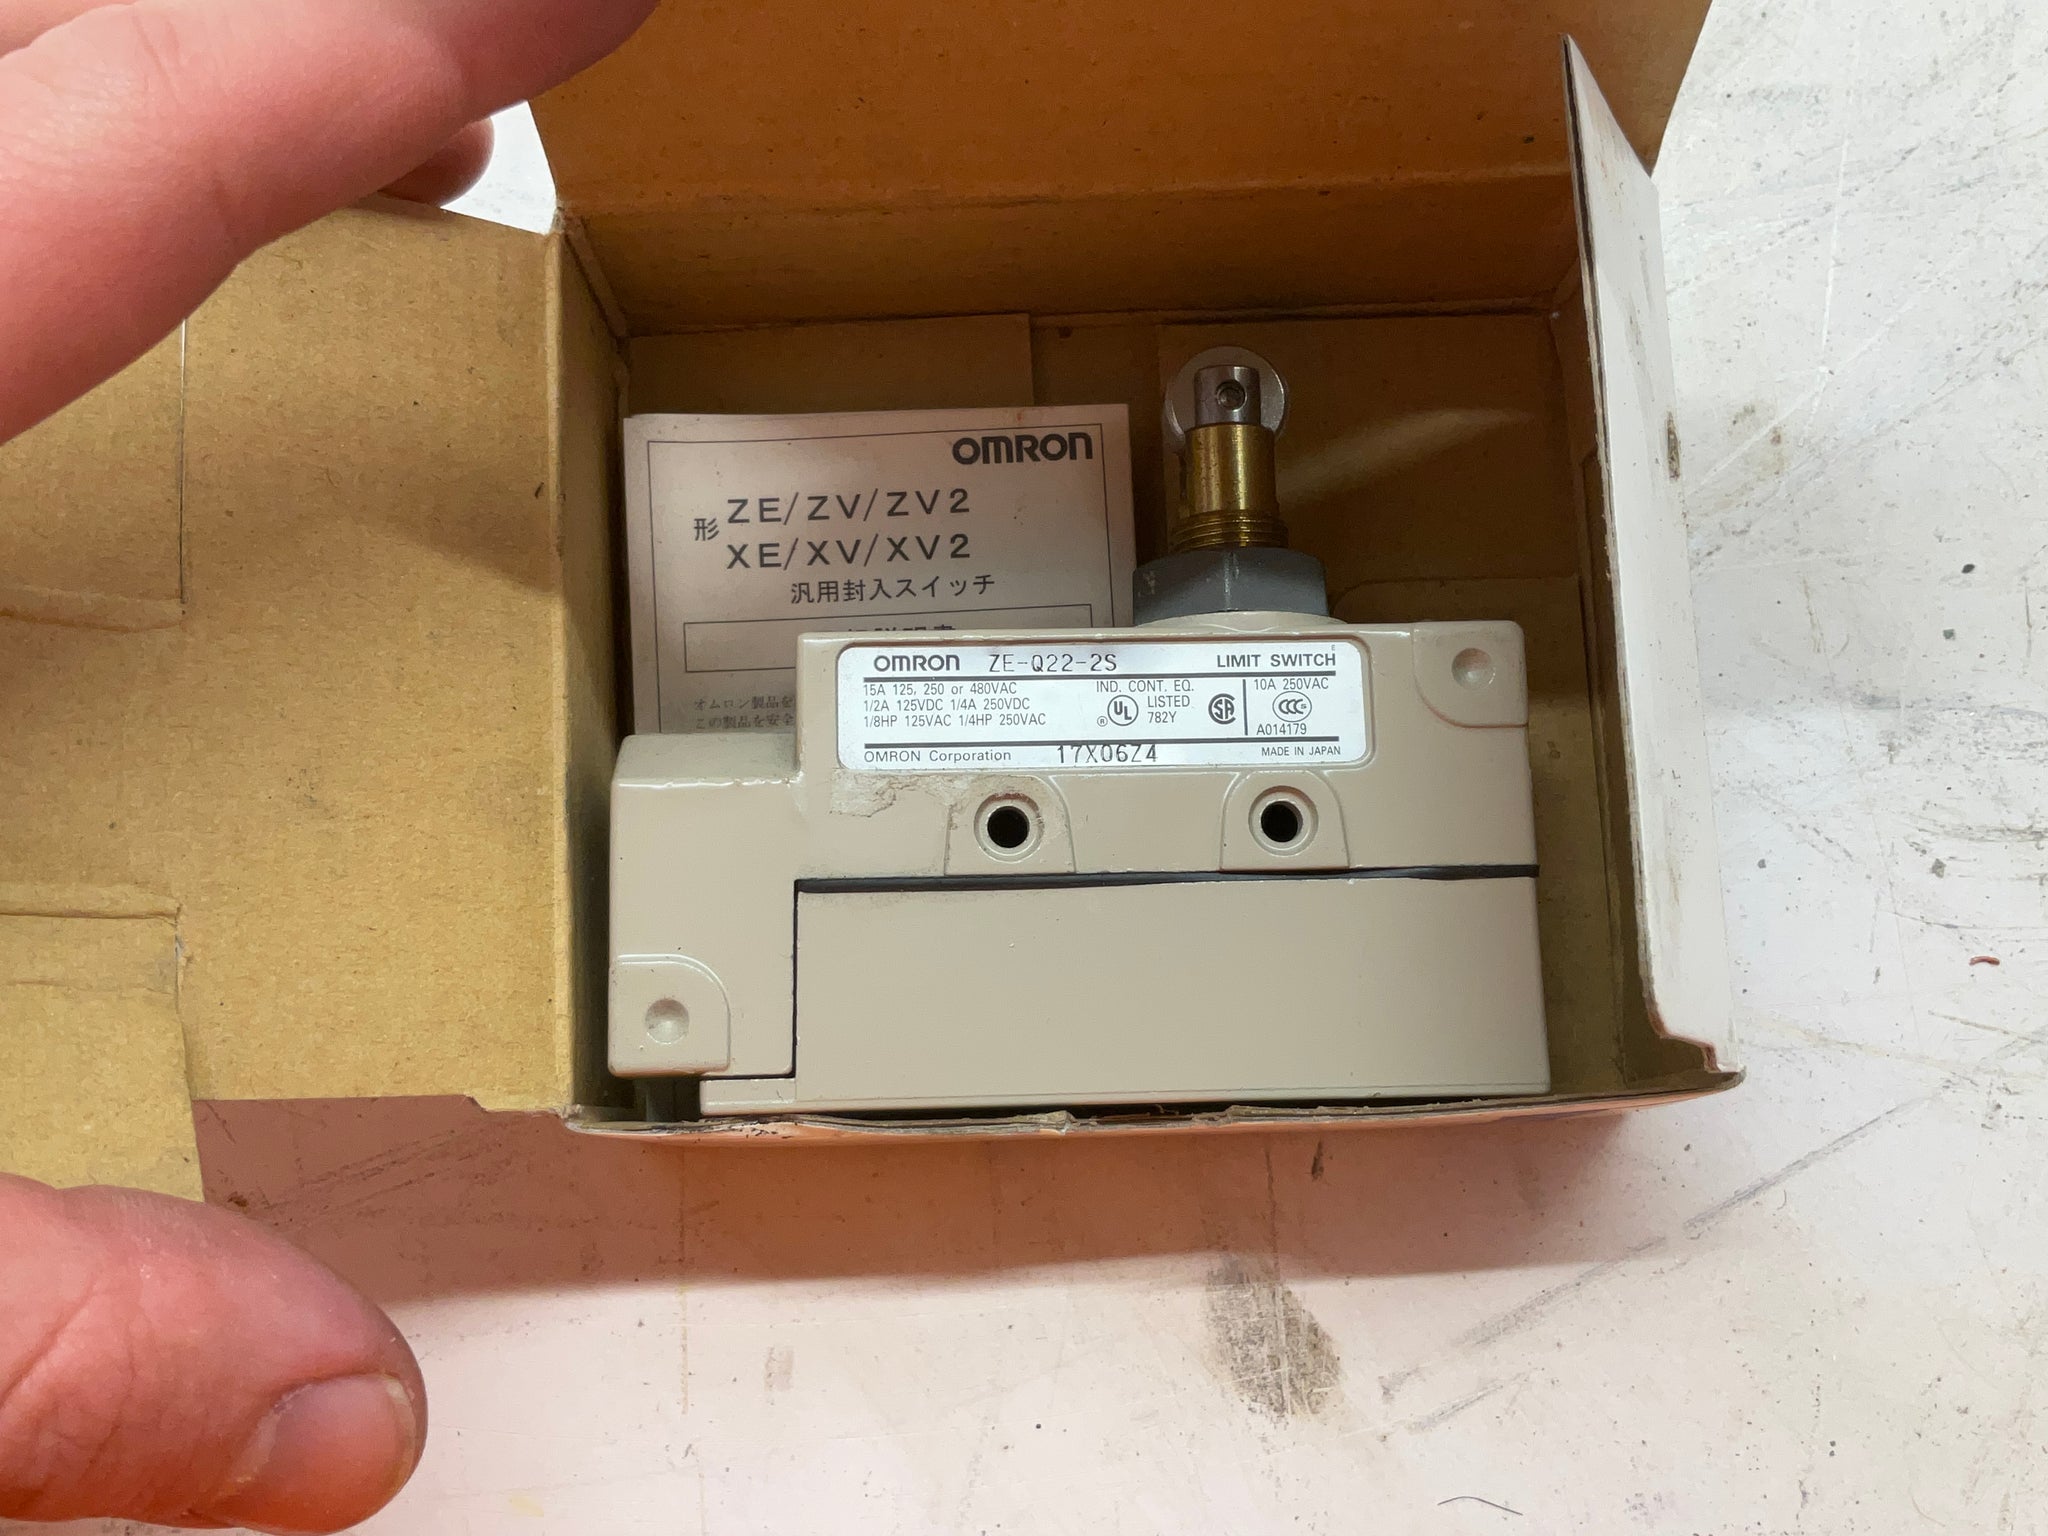 OMRON
形 ZE/ZV/ZV2
XE/XV/XV2
汎用封入スイッチ
オムロン製品を
この製品を安全
OMRON ZE-Q22-2S LIMIT SWITCH E
15A 125, 250 or 480VAC
1/2A 125VDC 1/4A 250VDC
1/8HP 125VAC 1/4HP 250VAC
IND. CONT. EQ.
® UL LISTED
782Y
SA
10A 250VAC
CCC S
A014179
OMRON Corporation 17X06Z4 MADE IN JAPAN